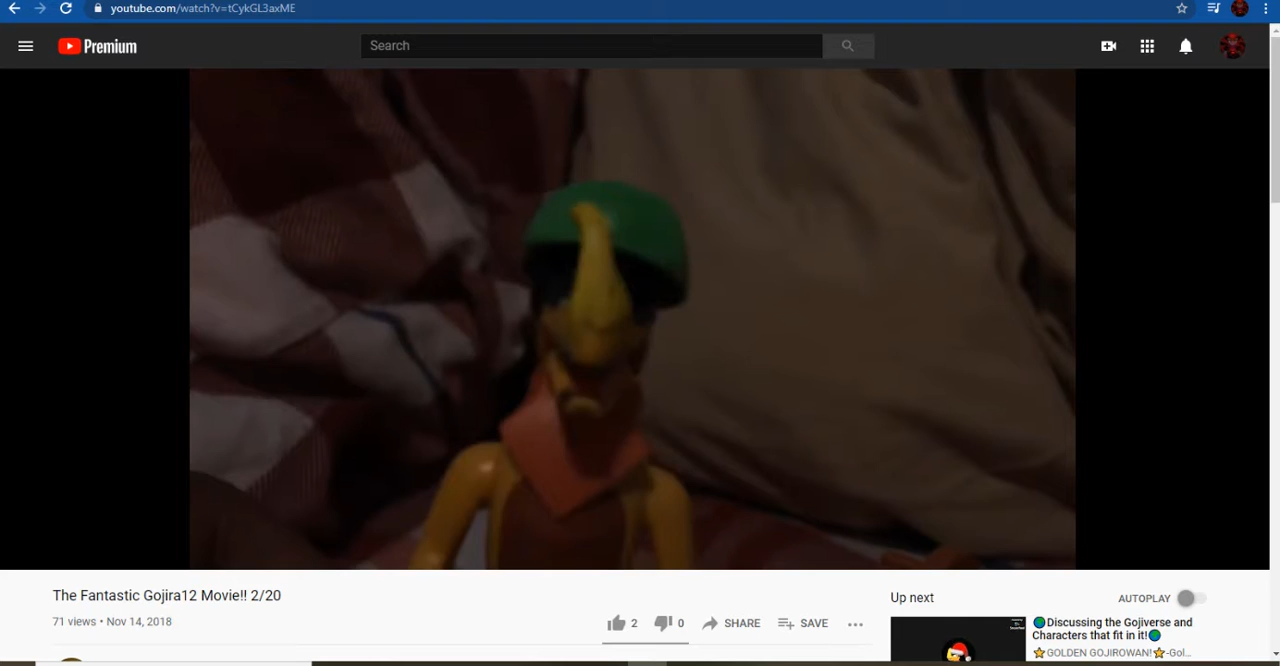 youtube.com/watch?v=tCykGL3axME
Premium
Search
The Fantastic Gojira12 Movie!! 2/20
71 views • Nov 14, 2018
2
0
SHARE
SAVE
Up next
AUTOPLAY
🌎Discussing the Gojiverse and
Characters that fit in it!🌎
⭐GOLDEN GOJIROWAN!⭐-Gol...